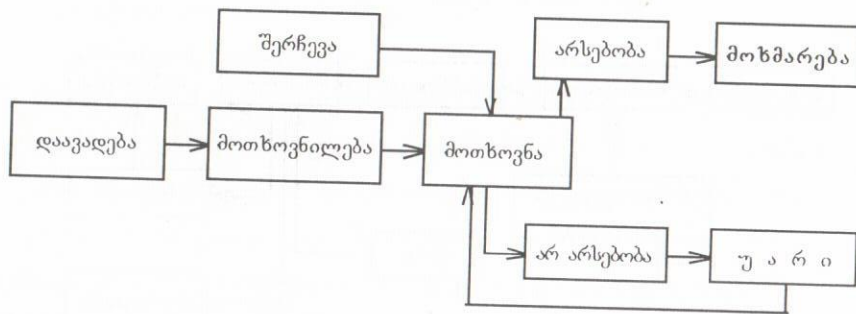 შერჩევა
არსებობა
მოხმარება
დაავადება
მოთხოვნილება
მოთხოვნა
არ არსებობა
უ ა რ ი